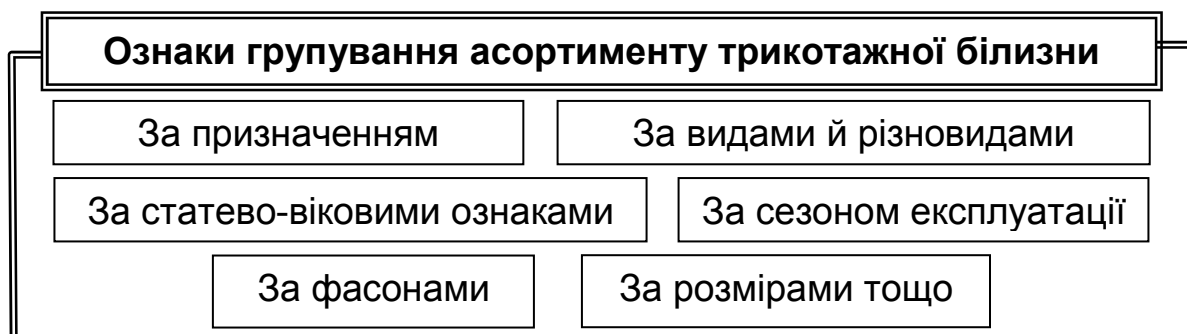 Ознаки групування асортименту трикотажної білизни
За призначенням
За видами й різновидами
За статево-віковими ознаками
За сезоном експлуатації
За фасонами
За розмірами тощо